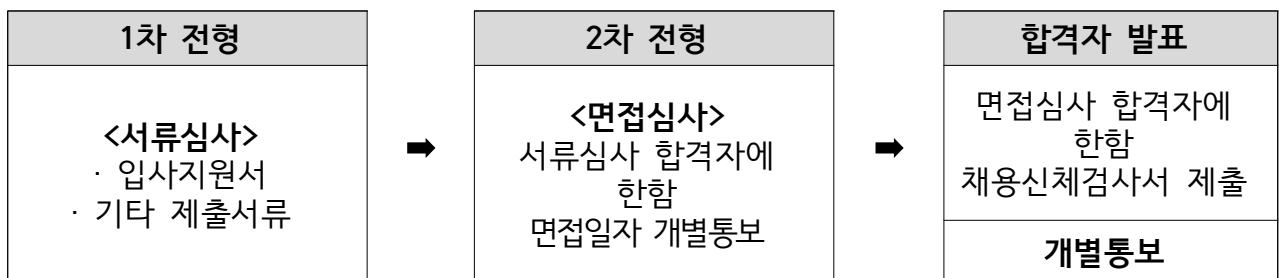 1차 전형
<서류심사>
· 입사지원서
· 기타 제출서류
➡
2차 전형
<면접심사>
서류심사 합격자에
한함
면접일자 개별통보
➡
합격자 발표
면접심사 합격자에
한함
채용신체검사서 제출
개별통보